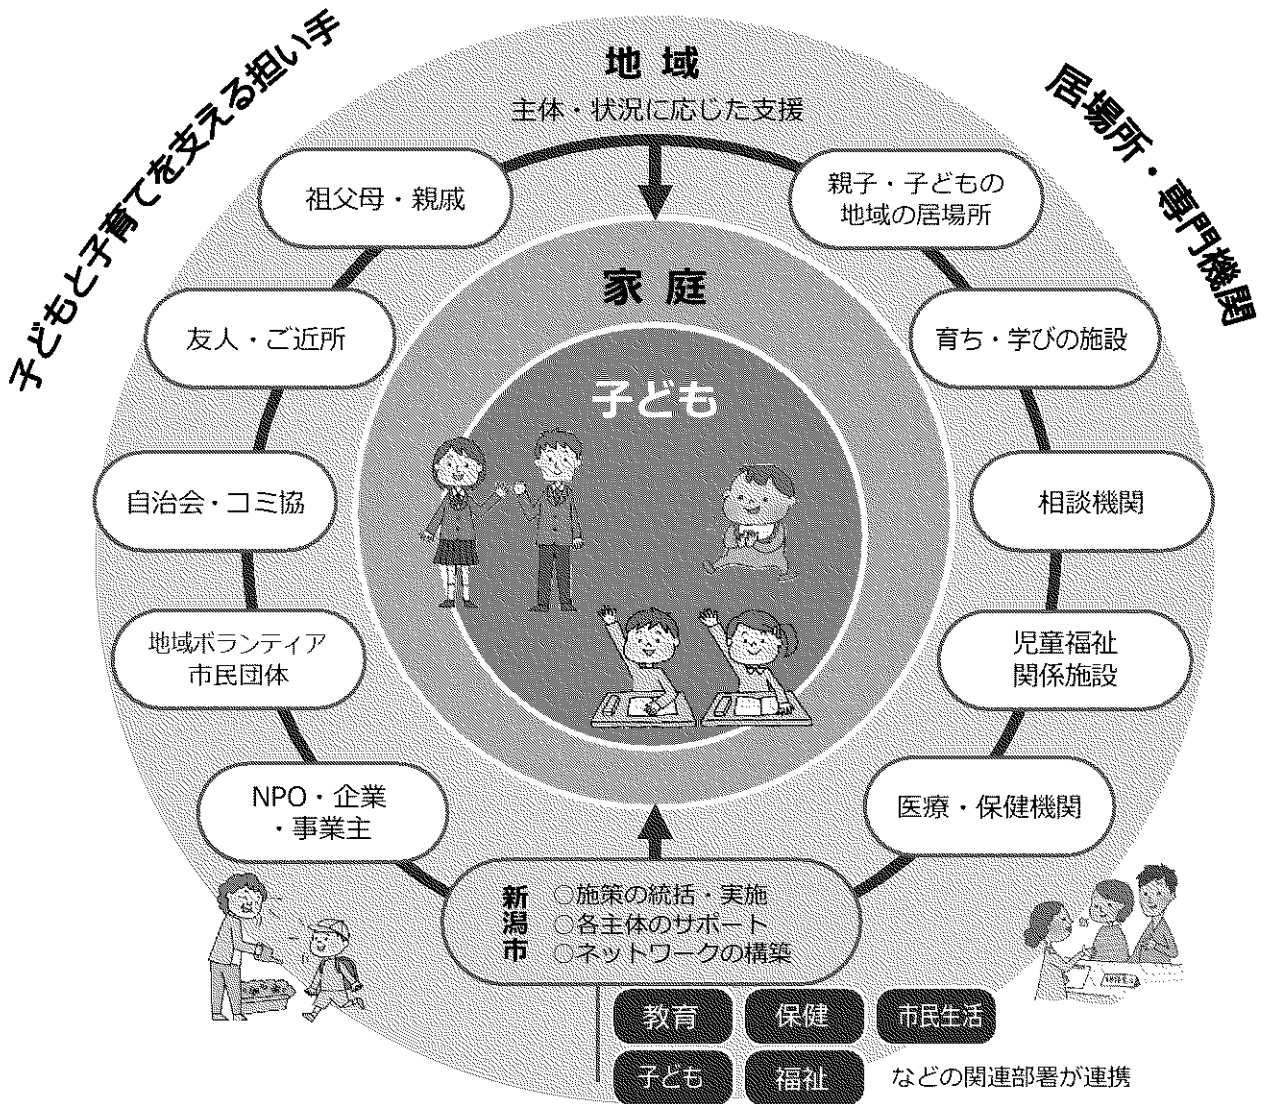 子どもと子育てを支える担い手
居場所・専門機関
地域
主体・状況に応じた支援
祖父母・親戚
友人・ご近所
自治会・コミ協
地域ボランティア
市民団体
NPO・企業
・事業主
親子・子どもの
地域の居場所
育ち・学びの施設
相談機関
児童福祉
関係施設
医療・保健機関
家庭
子ども
新潟市
○施策の統括・実施
○各主体のサポート
○ネットワークの構築
教育
保健
市民生活
子ども
福祉
などの関連部署が連携